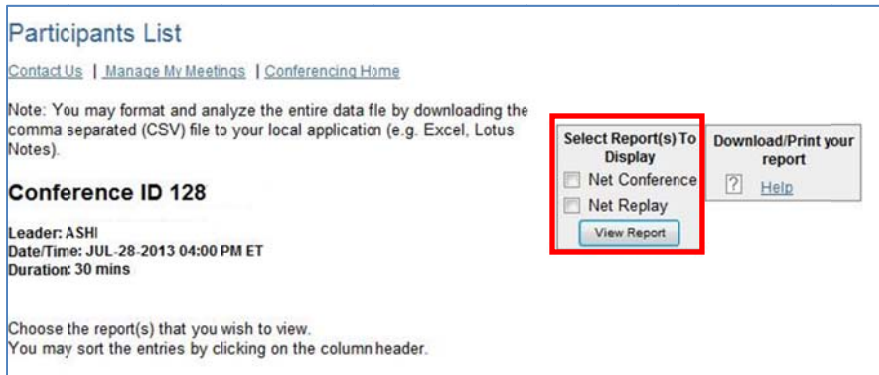 Participants List
Contact Us | Manage My Meetings | Conferencing Home
Note: You may format and analyze the entire data file by downloading the
comma separated (CSV) file to your local application (e.g. Excel, Lotus
Notes).
Conference ID 128
Leader: ASHI
Date/Time: JUL-28-2013 04:00 PM ET
Duration: 30 mins
Choose the report(s) that you wish to view.
You may sort the entries by clicking on the column header.
Select Report(s) To
Display
Net Conference
Net Replay
View Report
Download/Print your
report
? Help